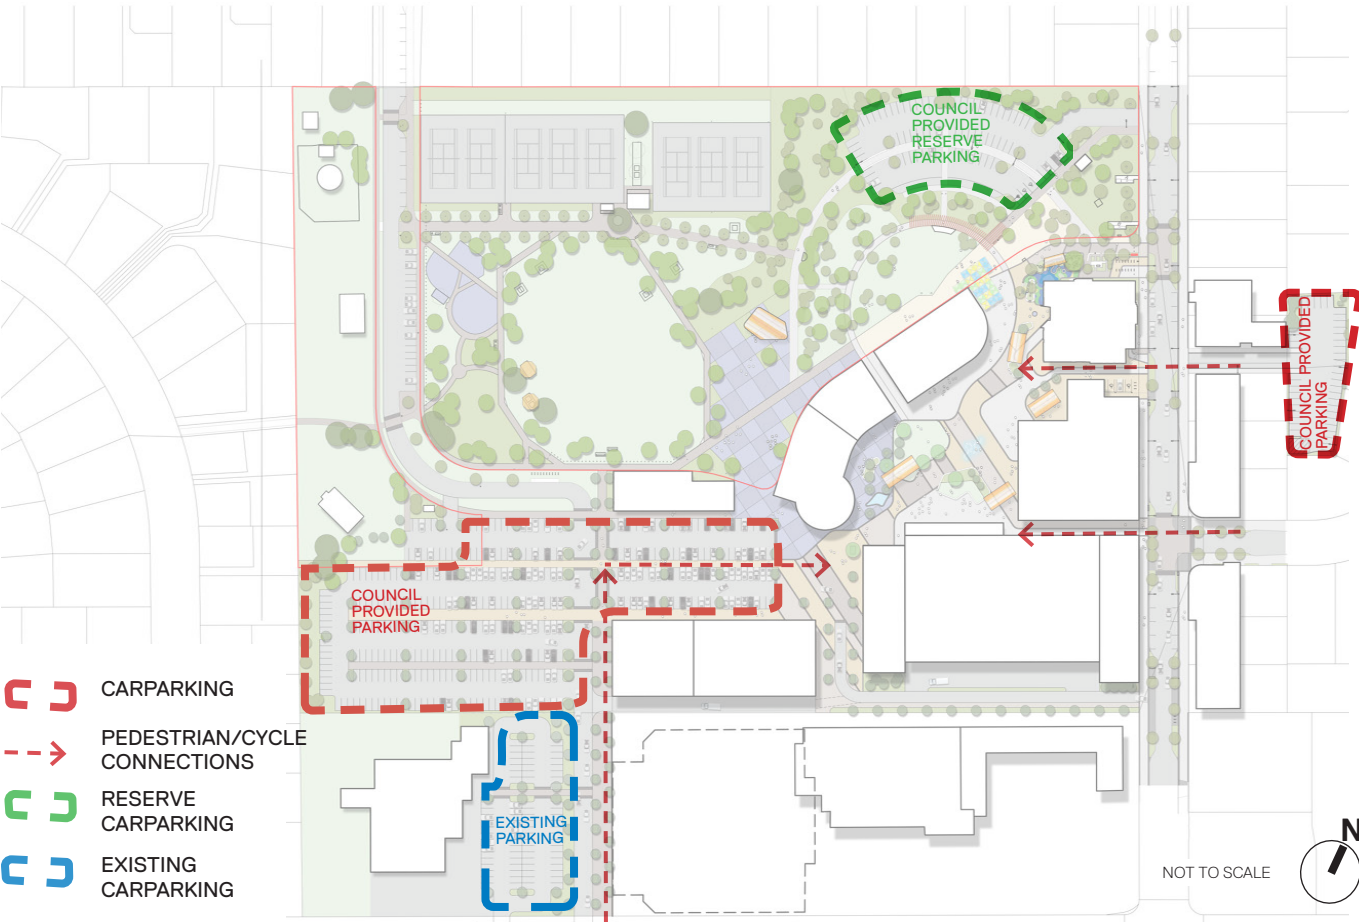 COUNCIL
PROVIDED
RESERVE
PARKING
COUNCIL PROVIDED
PARKING
COUNCIL
PROVIDED
PARKING
EXISTING
PARKING
CARPARKING
PEDESTRIAN/CYCLE
CONNECTIONS
RESERVE
CARPARKING
EXISTING
CARPARKING
NOT TO SCALE
N